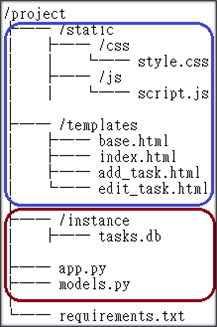 /project
/static
/css
style.css
/js
script.js
/templates
base.html
index.html
add_task.html
edit_task.html
/instance
tasks.db
app.py
models.py
requirements.txt